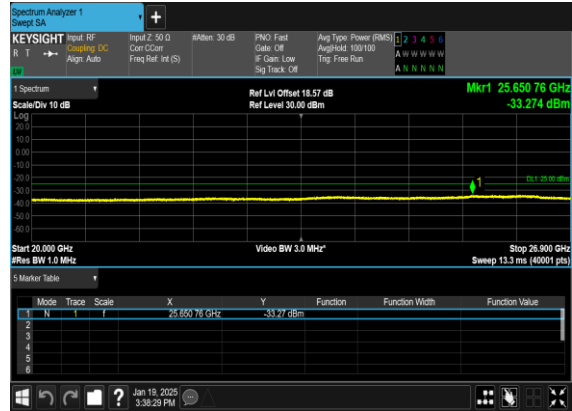 Spectrum Analyzer 1
Swept SA
+
KEYSIGHT
R T
Input: RF
Coupling: DC
Align: Auto
Input Z: 50 Ω
Corr CCorr
Freq Ref: Int (S)
#Atten: 30 dB
PNO: Fast
Gate: Off
IF Gain: Low
Sig Track: Off
Avg Type: Power (RMS)
Avg|Hold: 100/100
Trig: Free Run
1 2 3 4 5 6
A W W W W W
A N N N N N
1 Spectrum
Scale/Div 10 dB
Ref Lvl Offset 18.57 dB
Ref Level 30.00 dBm
Mkr1 25.650 76 GHz
-33.274 dBm
Log
20.0
10.0
0.00
-10.0
-20.0
-30.0
-40.0
-50.0
-60.0
1
DL1 -25.00 dBm
Start 20.000 GHz
#Res BW 1.0 MHz
Video BW 3.0 MHz*
Stop 26.900 GHz
Sweep 13.3 ms (40001 pts)
5 Marker Table
Mode Trace Scale X Y Function Function Width Function Value
1 N 1 f 25.650 76 GHz -33.27 dBm
2
3
4
5
6
?
Jan 19, 2025
3:38:29 PM